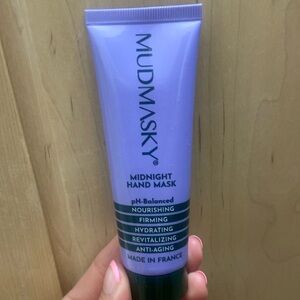 MUDMASKY®
MIDNIGHT
HAND MASK
pH-Balanced
NOURISHING
FIRMING
HYDRATING
REVITALIZING
ANTI-AGING
MADE IN FRANCE